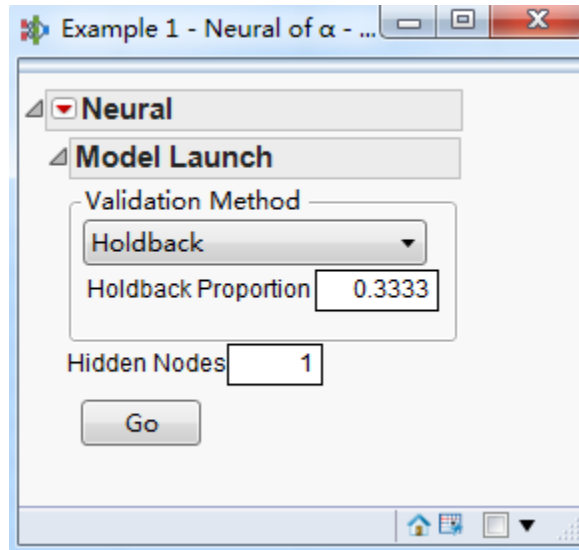 Example 1 - Neural of α - ...
Neural
Model Launch
Validation Method
Holdback
Holdback Proportion 0.3333
Hidden Nodes 1
Go